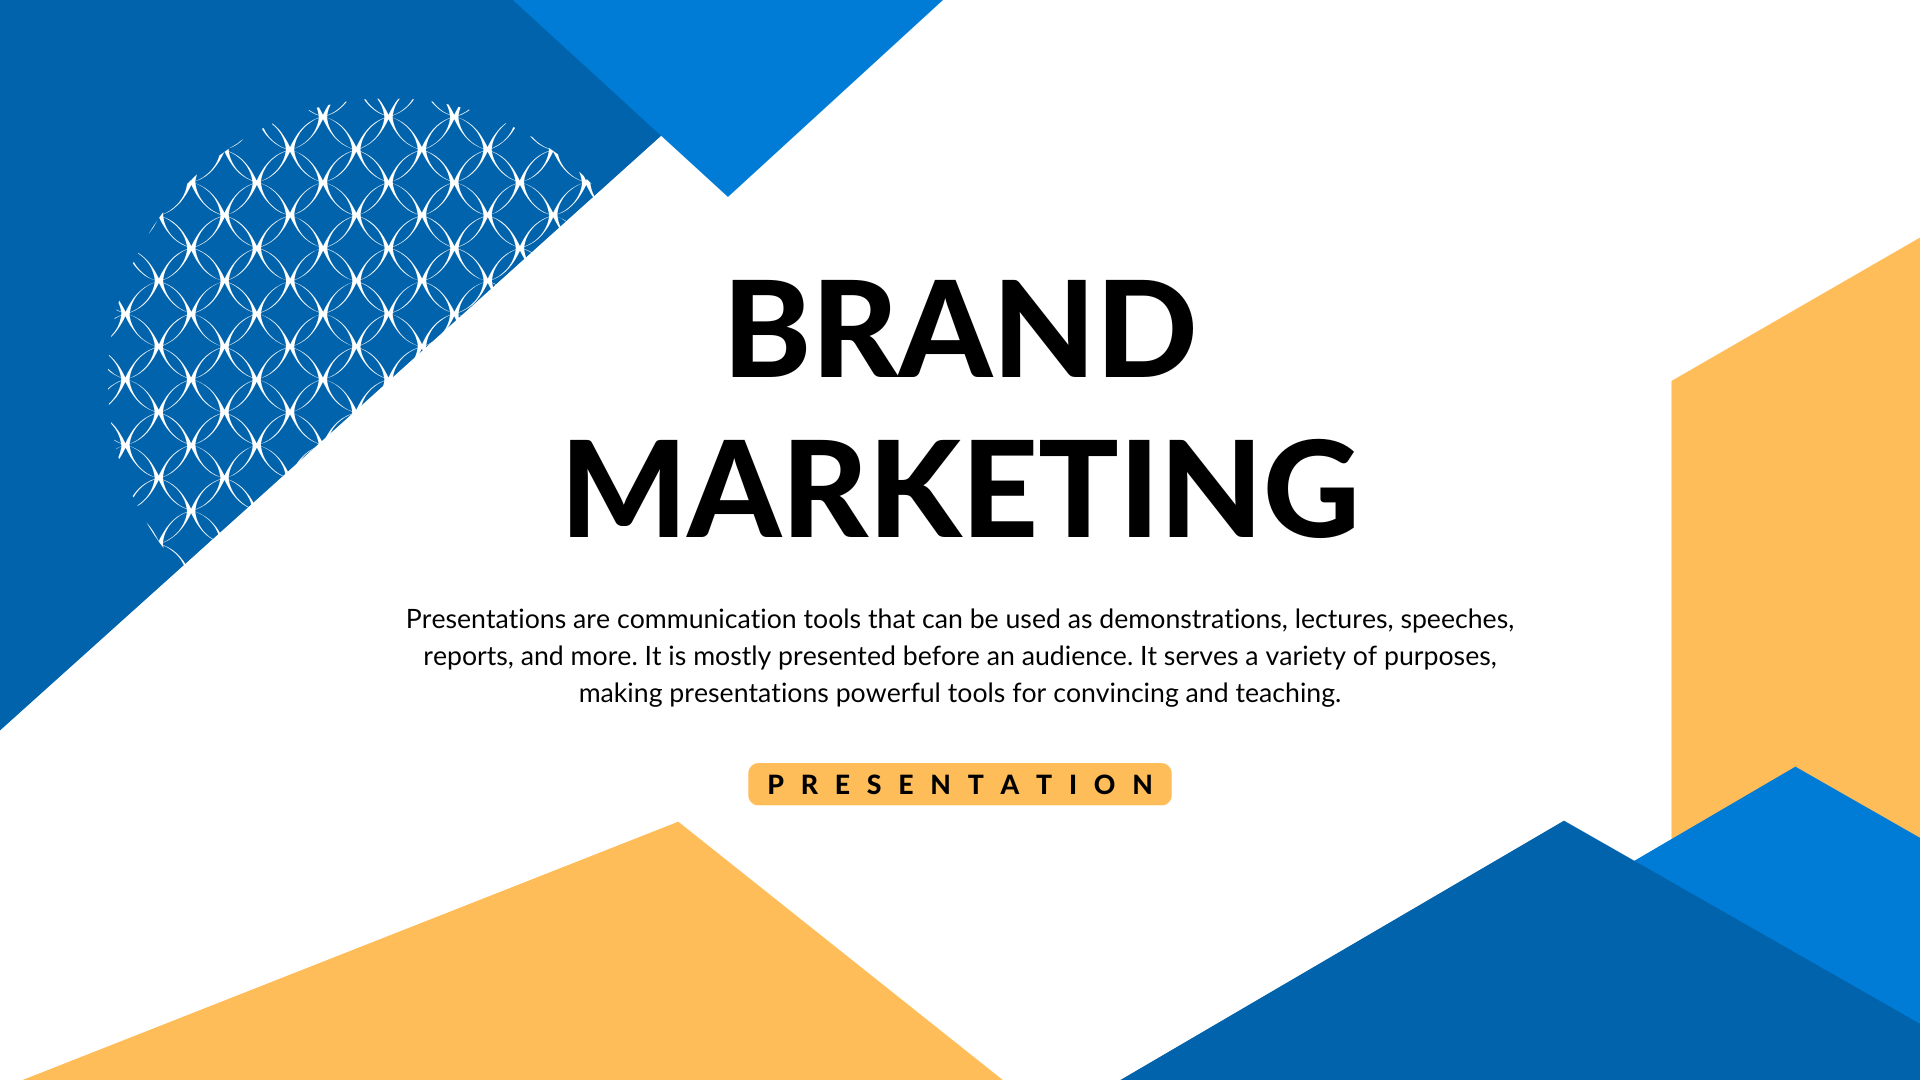 BRAND
MARKETING
Presentations are communication tools that can be used as demonstrations, lectures, speeches,
reports, and more. It is mostly presented before an audience. It serves a variety of purposes,
making presentations powerful tools for convincing and teaching.
PRESENTATION